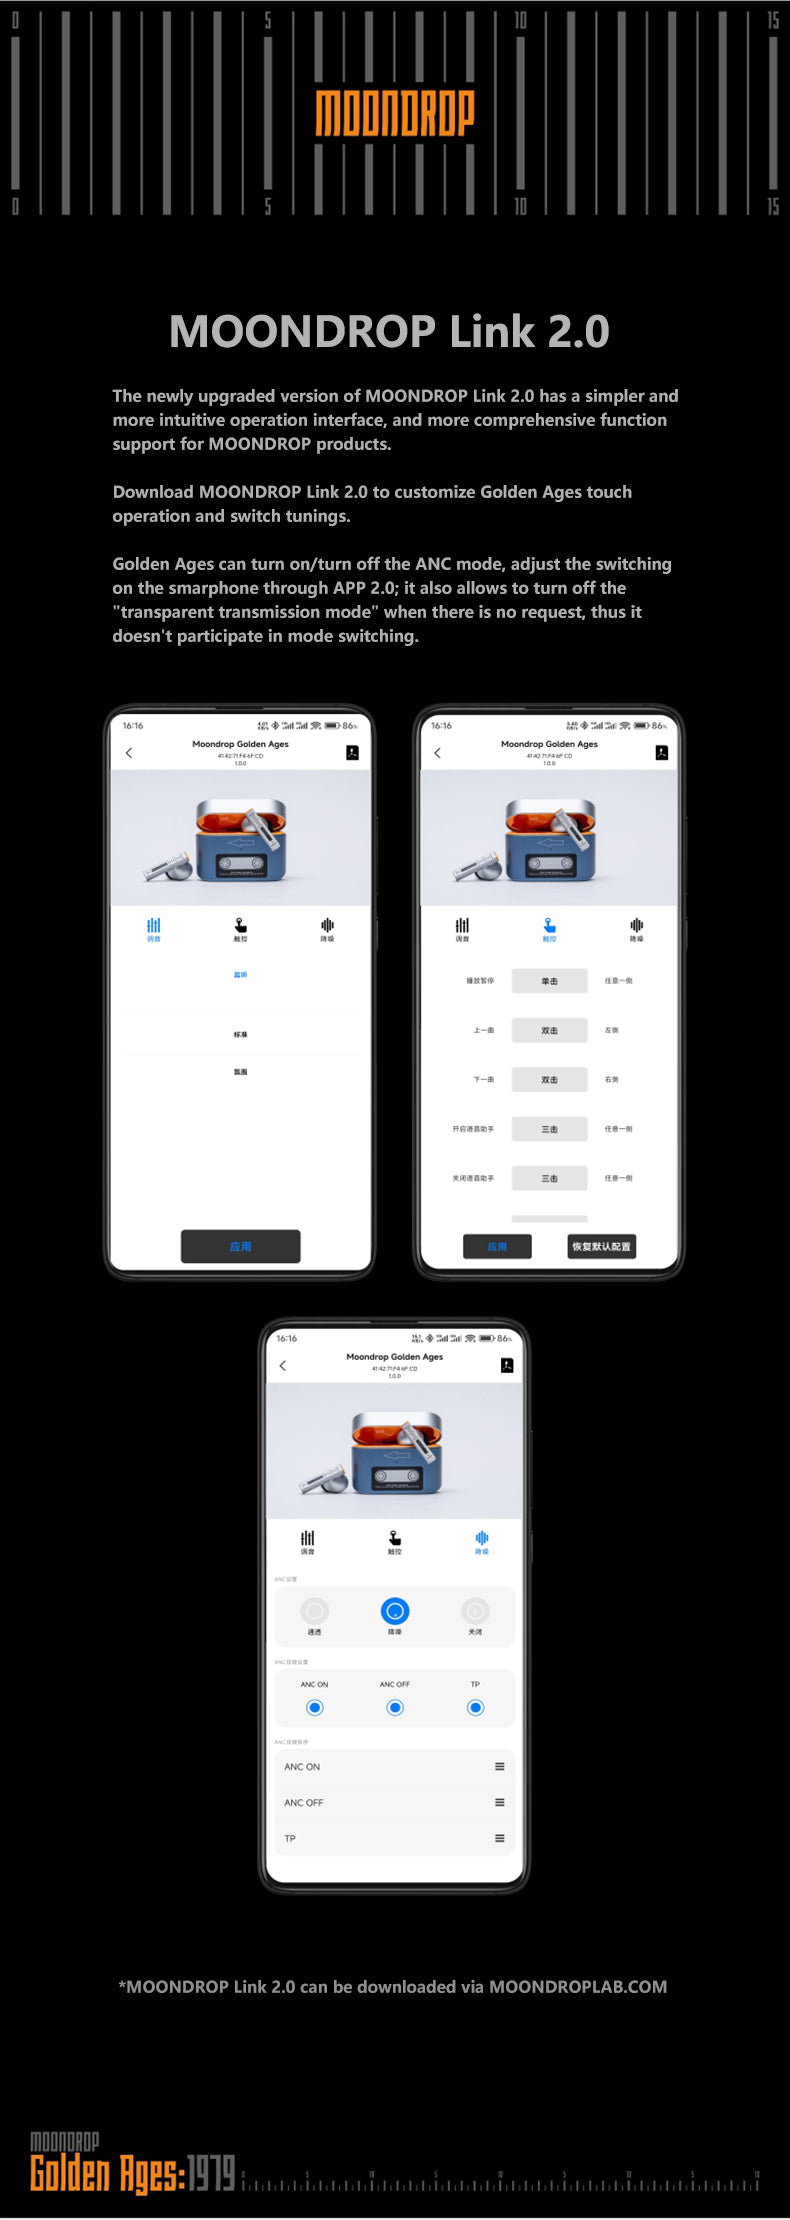 0 5 10 15
MOONDROP
0 5 10 15
MOONDROP Link 2.0
The newly upgraded version of MOONDROP Link 2.0 has a simpler and
more intuitive operation interface, and more comprehensive function
support for MOONDROP products.
Download MOONDROP Link 2.0 to customize Golden Ages touch
operation and switch tunings.
Golden Ages can turn on/turn off the ANC mode, adjust the switching
on the smarphone through APP 2.0; it also allows to turn off the
"transparent transmission mode" when there is no request, thus it
doesn't participate in mode switching.
16:16 86%
Moondrop Golden Ages
41:42:71:F4:6F:CD
1.0.0
调音 触控 降噪
监听
标准
氛围
应用
16:16 86%
Moondrop Golden Ages
41:42:71:F4:6F:CD
1.0.0
调音 触控 降噪
播放暂停 单击 任意一侧
上一曲 双击 左侧
下一曲 双击 右侧
开启语音助手 三击 任意一侧
关闭语音助手 三击 任意一侧
应用 恢复默认配置
16:16 86%
Moondrop Golden Ages
41:42:71:F4:6F:CD
1.0.0
调音 触控 降噪
ANC设置
通透 降噪 关闭
ANC按键设置
ANC ON ANC OFF TP
ANC按键排序
ANC ON
ANC OFF
TP
*MOONDROP Link 2.0 can be downloaded via MOONDROPLAB.COM
MOONDROP
Golden Ages:1979
0 5 10 5 10 5 10 5 10